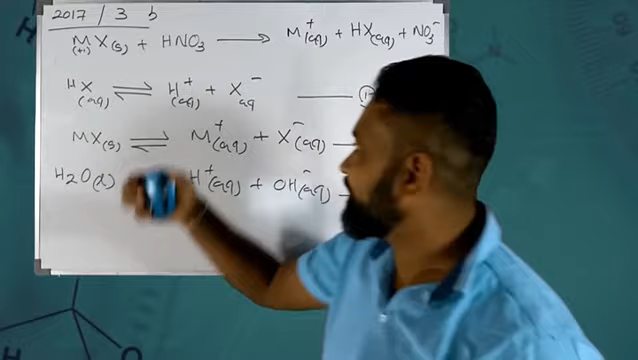 2017 / 3 b
MX(s) + HNO3 ⟶ M+(aq) + HX(aq) + NO3-
(+1)
HX(aq) ⇌ H+(aq) + X-aq
MX(s) ⇌ M+(aq) + X-(aq)
H2O(l) H+(aq) + OH-(aq)
H